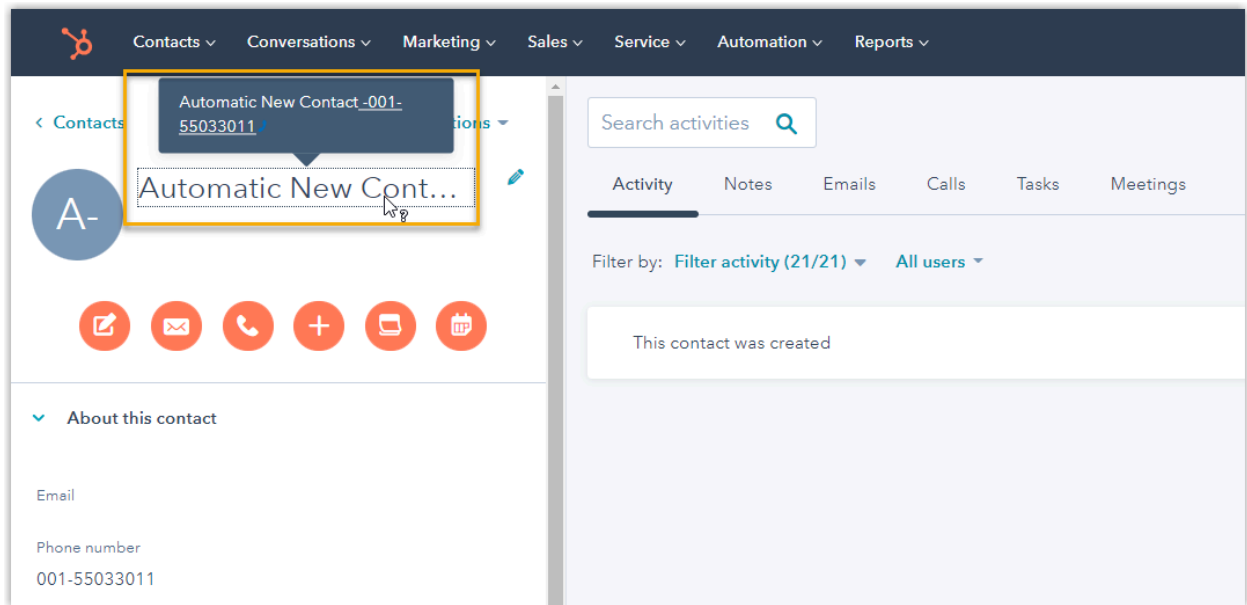 Contacts Conversations Marketing Sales Service Automation Reports
Automatic New Contact -001-
55033011
Contacts
tions
Automatic New Cont...
A-
About this contact
Email
Phone number
001-55033011
Search activities
Activity Notes Emails Calls Tasks Meetings
Filter by: Filter activity (21/21) All users
This contact was created